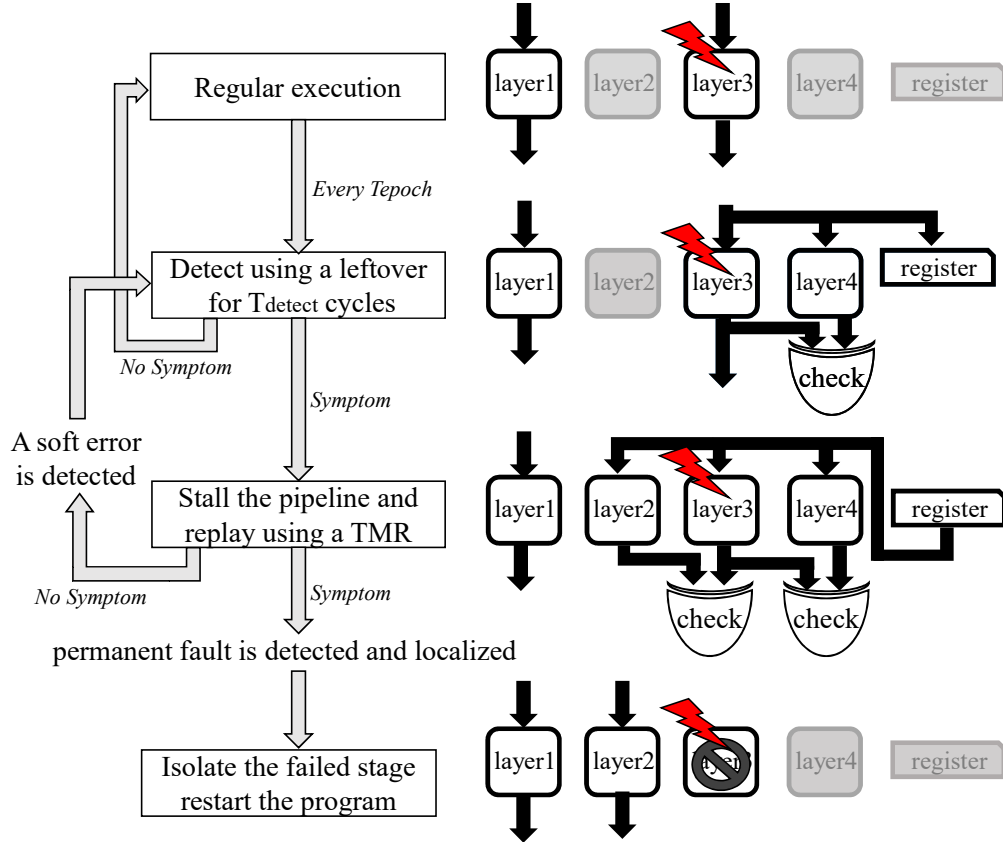 Regular execution
layer1
layer2
layer3
layer4
register
Every Tepoch
Detect using a leftover
for Tdetect cycles
layer1
layer2
layer3
layer4
register
No Symptom
Symptom
check
A soft error
is detected
Stall the pipeline and
replay using a TMR
layer1
layer2
layer3
layer4
register
No Symptom
Symptom
check
check
permanent fault is detected and localized
Isolate the failed stage
restart the program
layer1
layer2
layer3
layer4
register